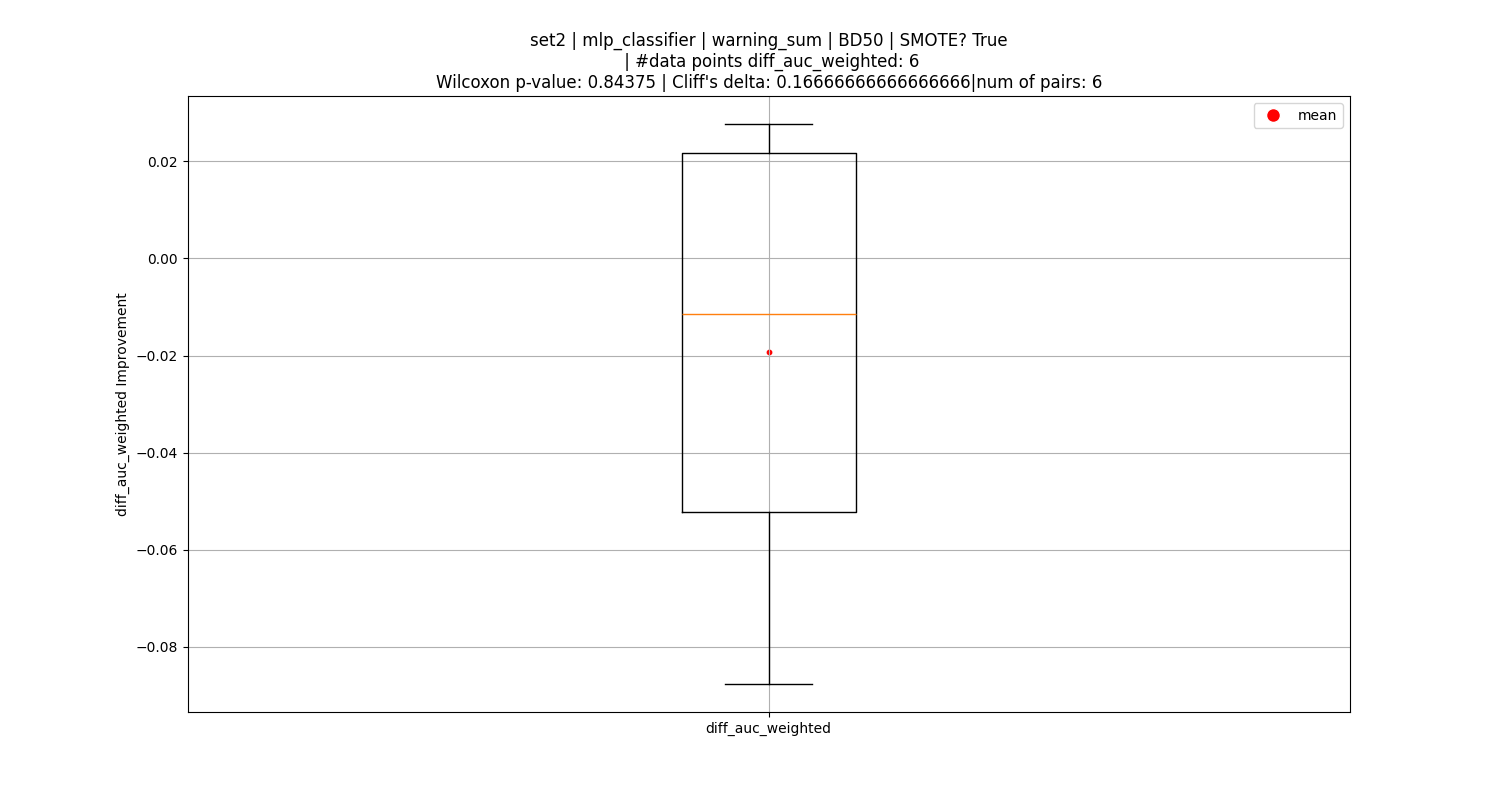 set2 | mlp_classifier | warning_sum | BD50 | SMOTE? True
| #data points diff_auc_weighted: 6
Wilcoxon p-value: 0.84375 | Cliff's delta: 0.16666666666666666|num of pairs: 6
mean
0.02
0.00
−0.02
−0.04
−0.06
−0.08
diff_auc_weighted Improvement
diff_auc_weighted